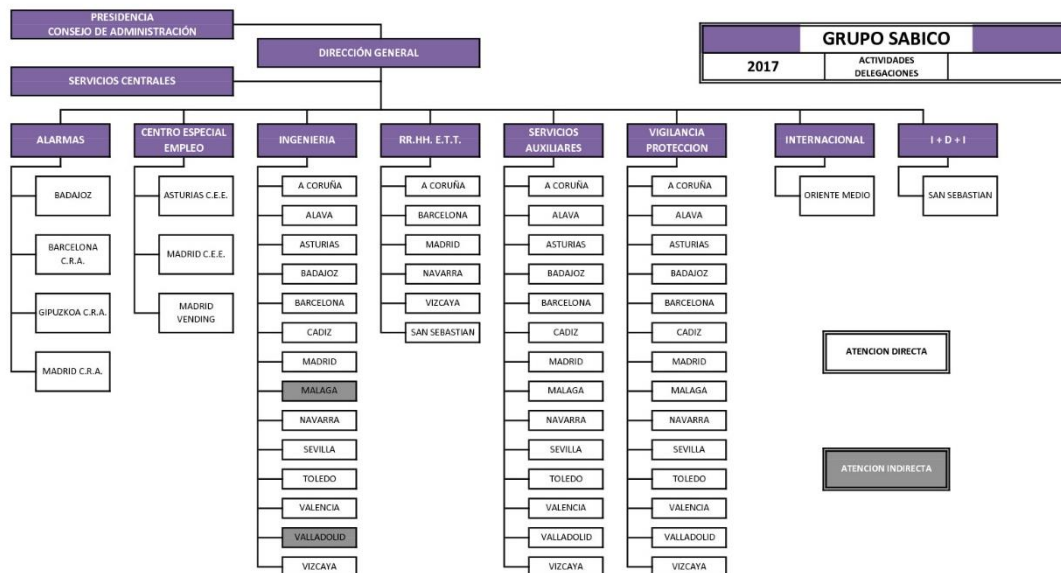 PRESIDENCIA
CONSEJO DE ADMINISTRACIÓN
DIRECCIÓN GENERAL
SERVICIOS CENTRALES
GRUPO SABICO
2017
ACTIVIDADES
DELEGACIONES
ALARMAS
BADAJOZ
BARCELONA
C.R.A.
GIPUZKOA C.R.A.
MADRID C.R.A.
CENTRO ESPECIAL
EMPLEO
ASTURIAS C.E.E.
MADRID C.E.E.
MADRID
VENDING
INGENIERIA
A CORUÑA
ALAVA
ASTURIAS
BADAJOZ
BARCELONA
CADIZ
MADRID
MALAGA
NAVARRA
SEVILLA
TOLEDO
VALENCIA
VALLADOLID
VIZCAYA
RR.HH. E.T.T.
A CORUÑA
BARCELONA
MADRID
NAVARRA
VIZCAYA
SAN SEBASTIAN
SERVICIOS
AUXILIARES
A CORUÑA
ALAVA
ASTURIAS
BADAJOZ
BARCELONA
CADIZ
MADRID
MALAGA
NAVARRA
SEVILLA
TOLEDO
VALENCIA
VALLADOLID
VIZCAYA
VIGILANCIA
PROTECCION
A CORUÑA
ALAVA
ASTURIAS
BADAJOZ
BARCELONA
CADIZ
MADRID
MALAGA
NAVARRA
SEVILLA
TOLEDO
VALENCIA
VALLADOLID
VIZCAYA
INTERNACIONAL
ORIENTE MEDIO
I + D + I
SAN SEBASTIAN
ATENCION DIRECTA
ATENCION INDIRECTA